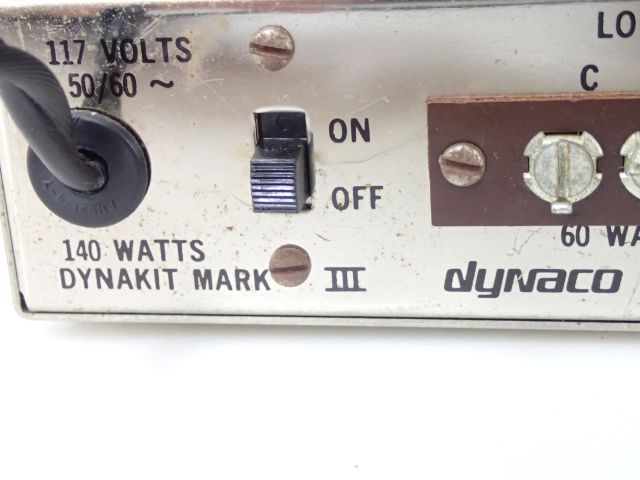 117 VOLTS
50/60 ~
ON
OFF
140 WATTS
DYNAKIT MARK III
LO
C
60 WA
dynaco